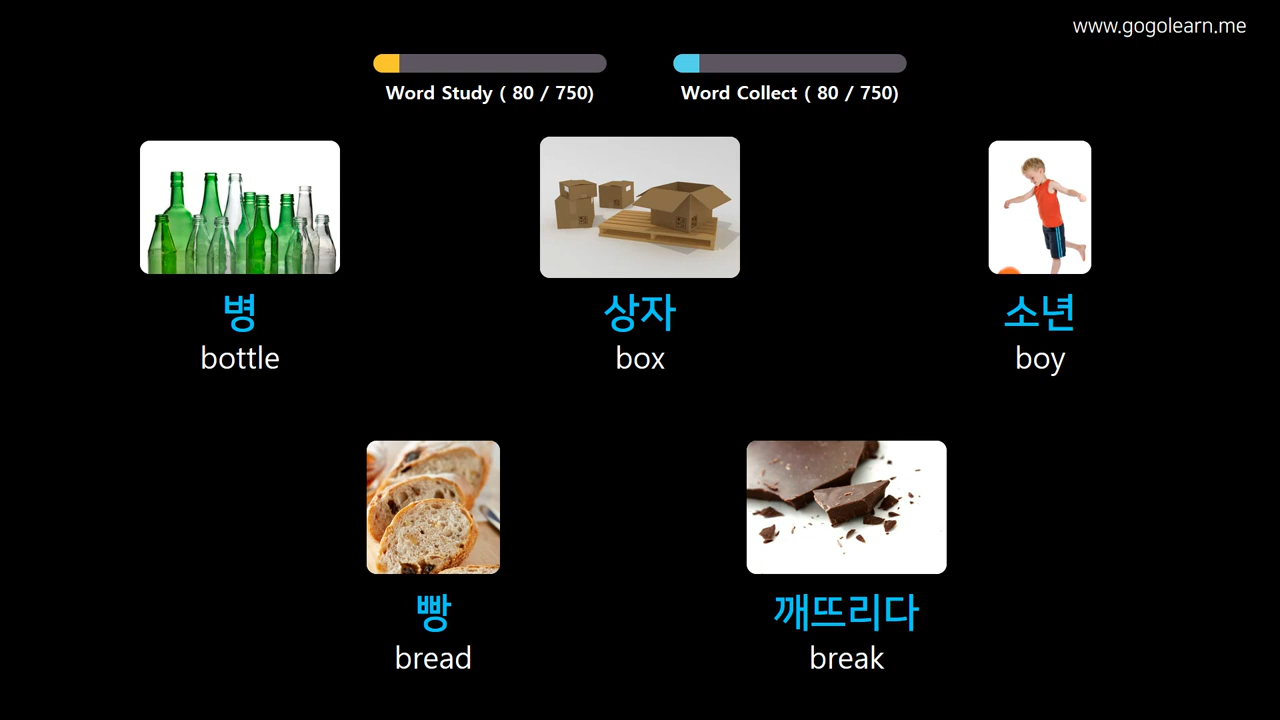 www.gogolearn.me
Word Study ( 80 / 750)
Word Collect ( 80 / 750)
병
bottle
상자
box
소년
boy
빵
bread
깨뜨리다
break